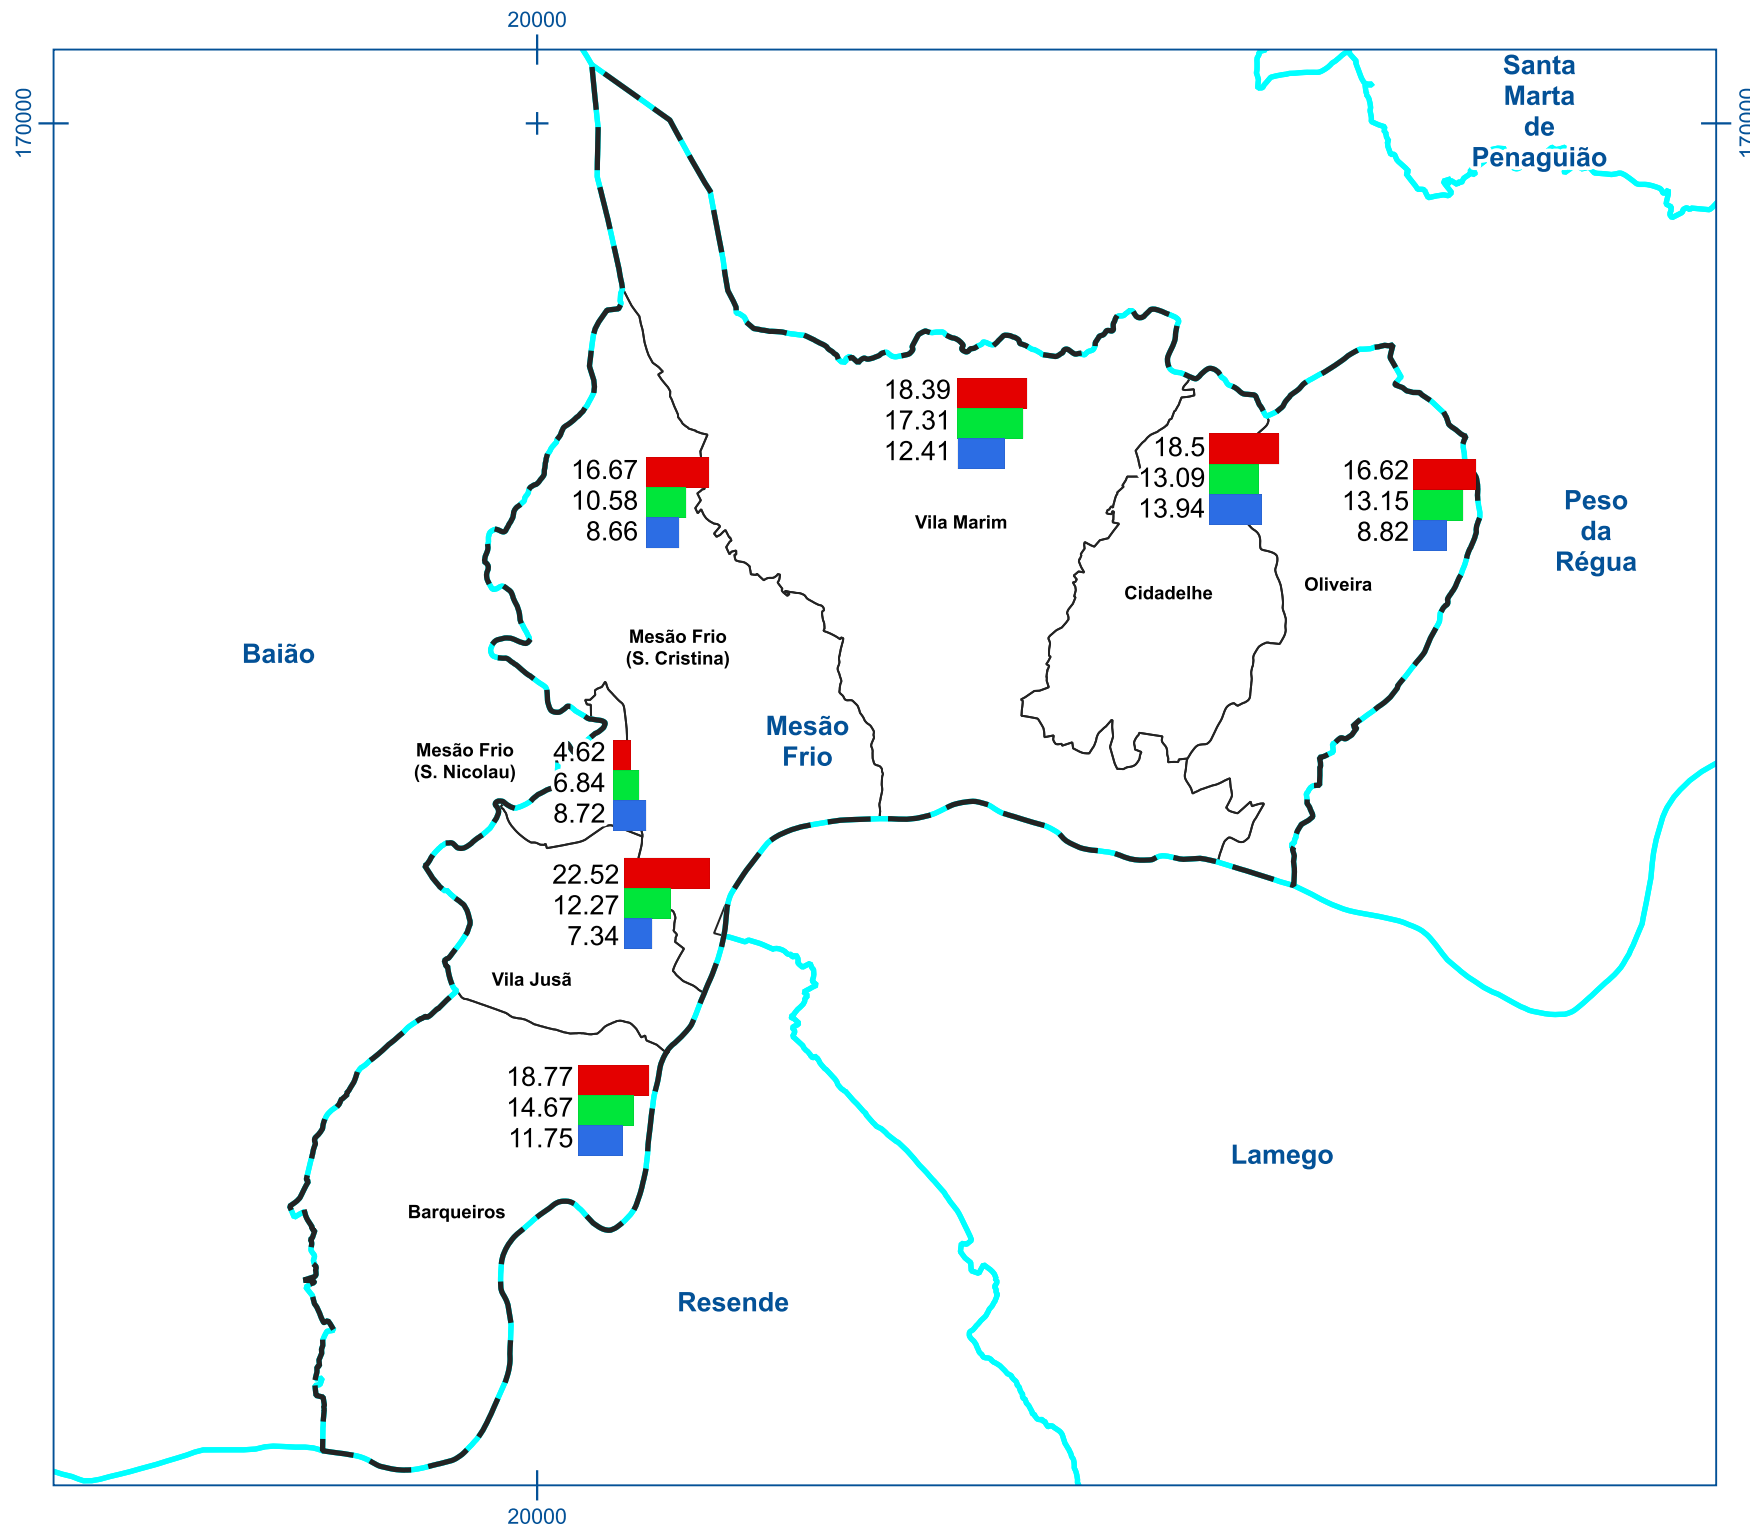 20000
170000
170000
Santa
Marta
de
Penaguião
18.39
17.31
12.41
Vila Marim
18.5
13.09
13.94
Cidadelhe
16.62
13.15
8.82
Oliveira
Peso
da
Régua
16.67
10.58
8.66
Mesão Frio
(S. Cristina)
Baião
Mesão
Frio
Mesão Frio
(S. Nicolau)
4.62
6.84
8.72
22.52
12.27
7.34
Vila Jusã
18.77
14.67
11.75
Barqueiros
Lamego
Resende
20000